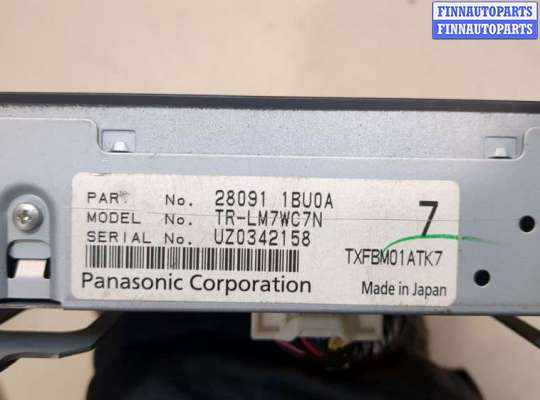 FINNAUTOPARTS
FINNAUTOPARTS
PART No. 28091 1BU0A
MODEL No. TR-LM7WC7N
SERIAL No. UZ0342158
7
TXFBM01ATK7
Panasonic Corporation
Made in Japan